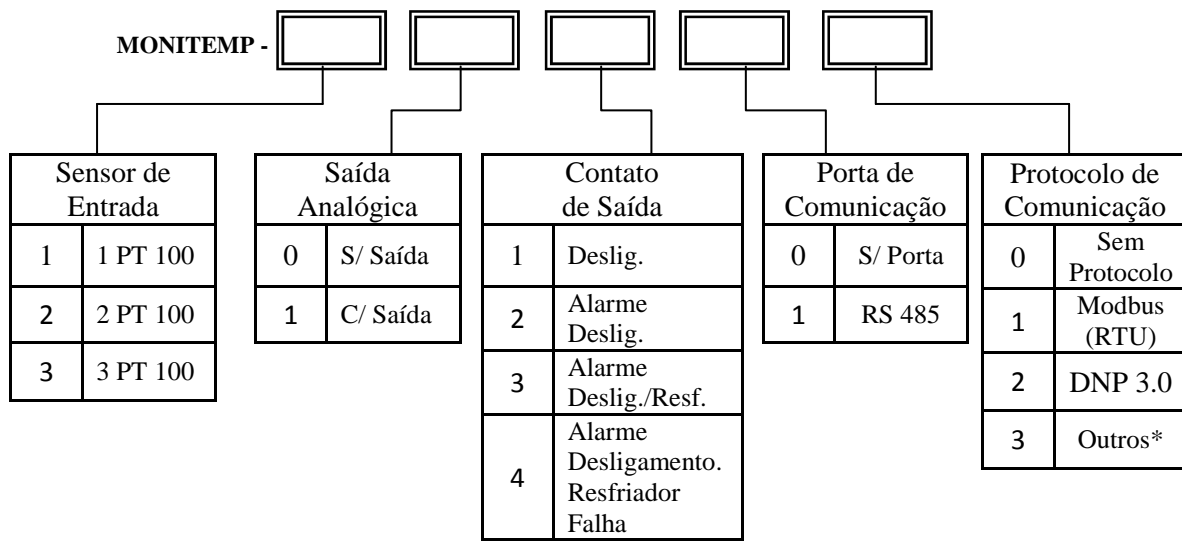 MONITEMP -
Sensor de
Entrada
1 1 PT 100
2 2 PT 100
3 3 PT 100
Saída
Analógica
0 S/ Saída
1 C/ Saída
Contato
de Saída
1 Deslig.
2 Alarme
Deslig.
3 Alarme
Deslig./Resf.
4 Alarme
Desligamento.
Resfriador
Falha
Porta de
Comunicação
0 S/ Porta
1 RS 485
Protocolo de
Comunicação
0 Sem
Protocolo
1 Modbus
(RTU)
2 DNP 3.0
3 Outros*